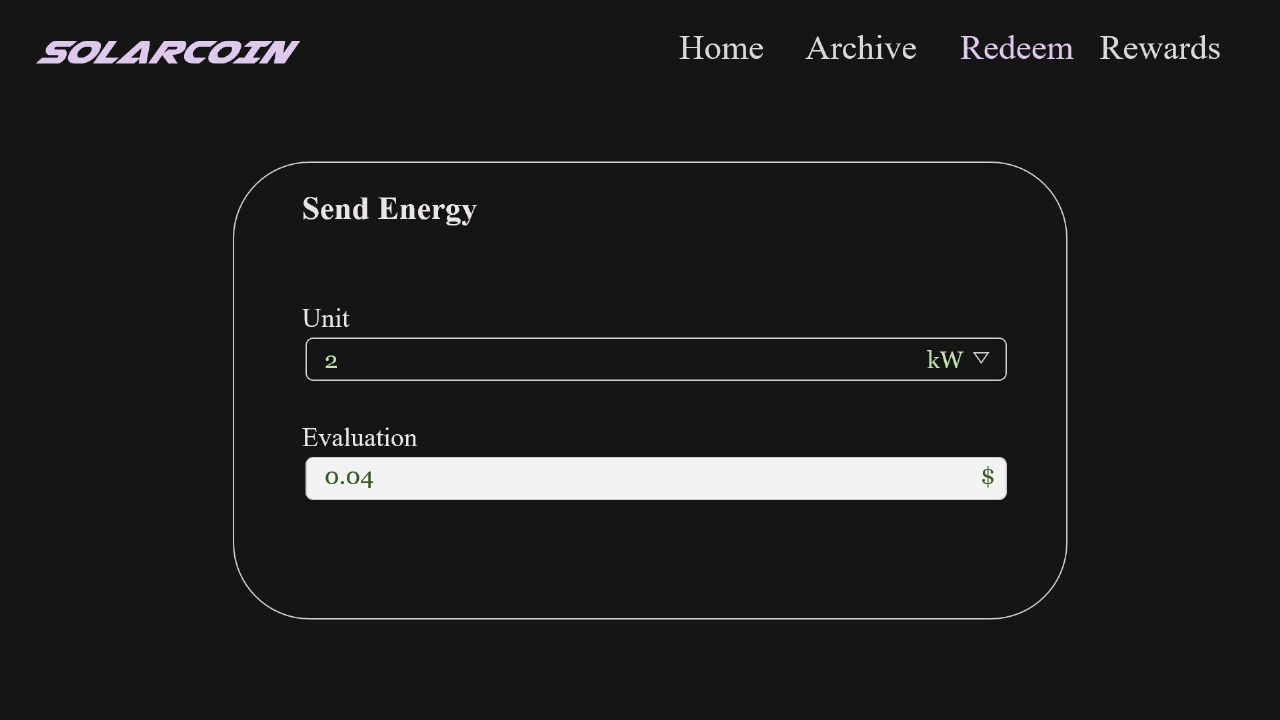 SOLARCOIN
Home Archive Redeem Rewards
Send Energy
Unit
2 kW
Evaluation
0.04 $